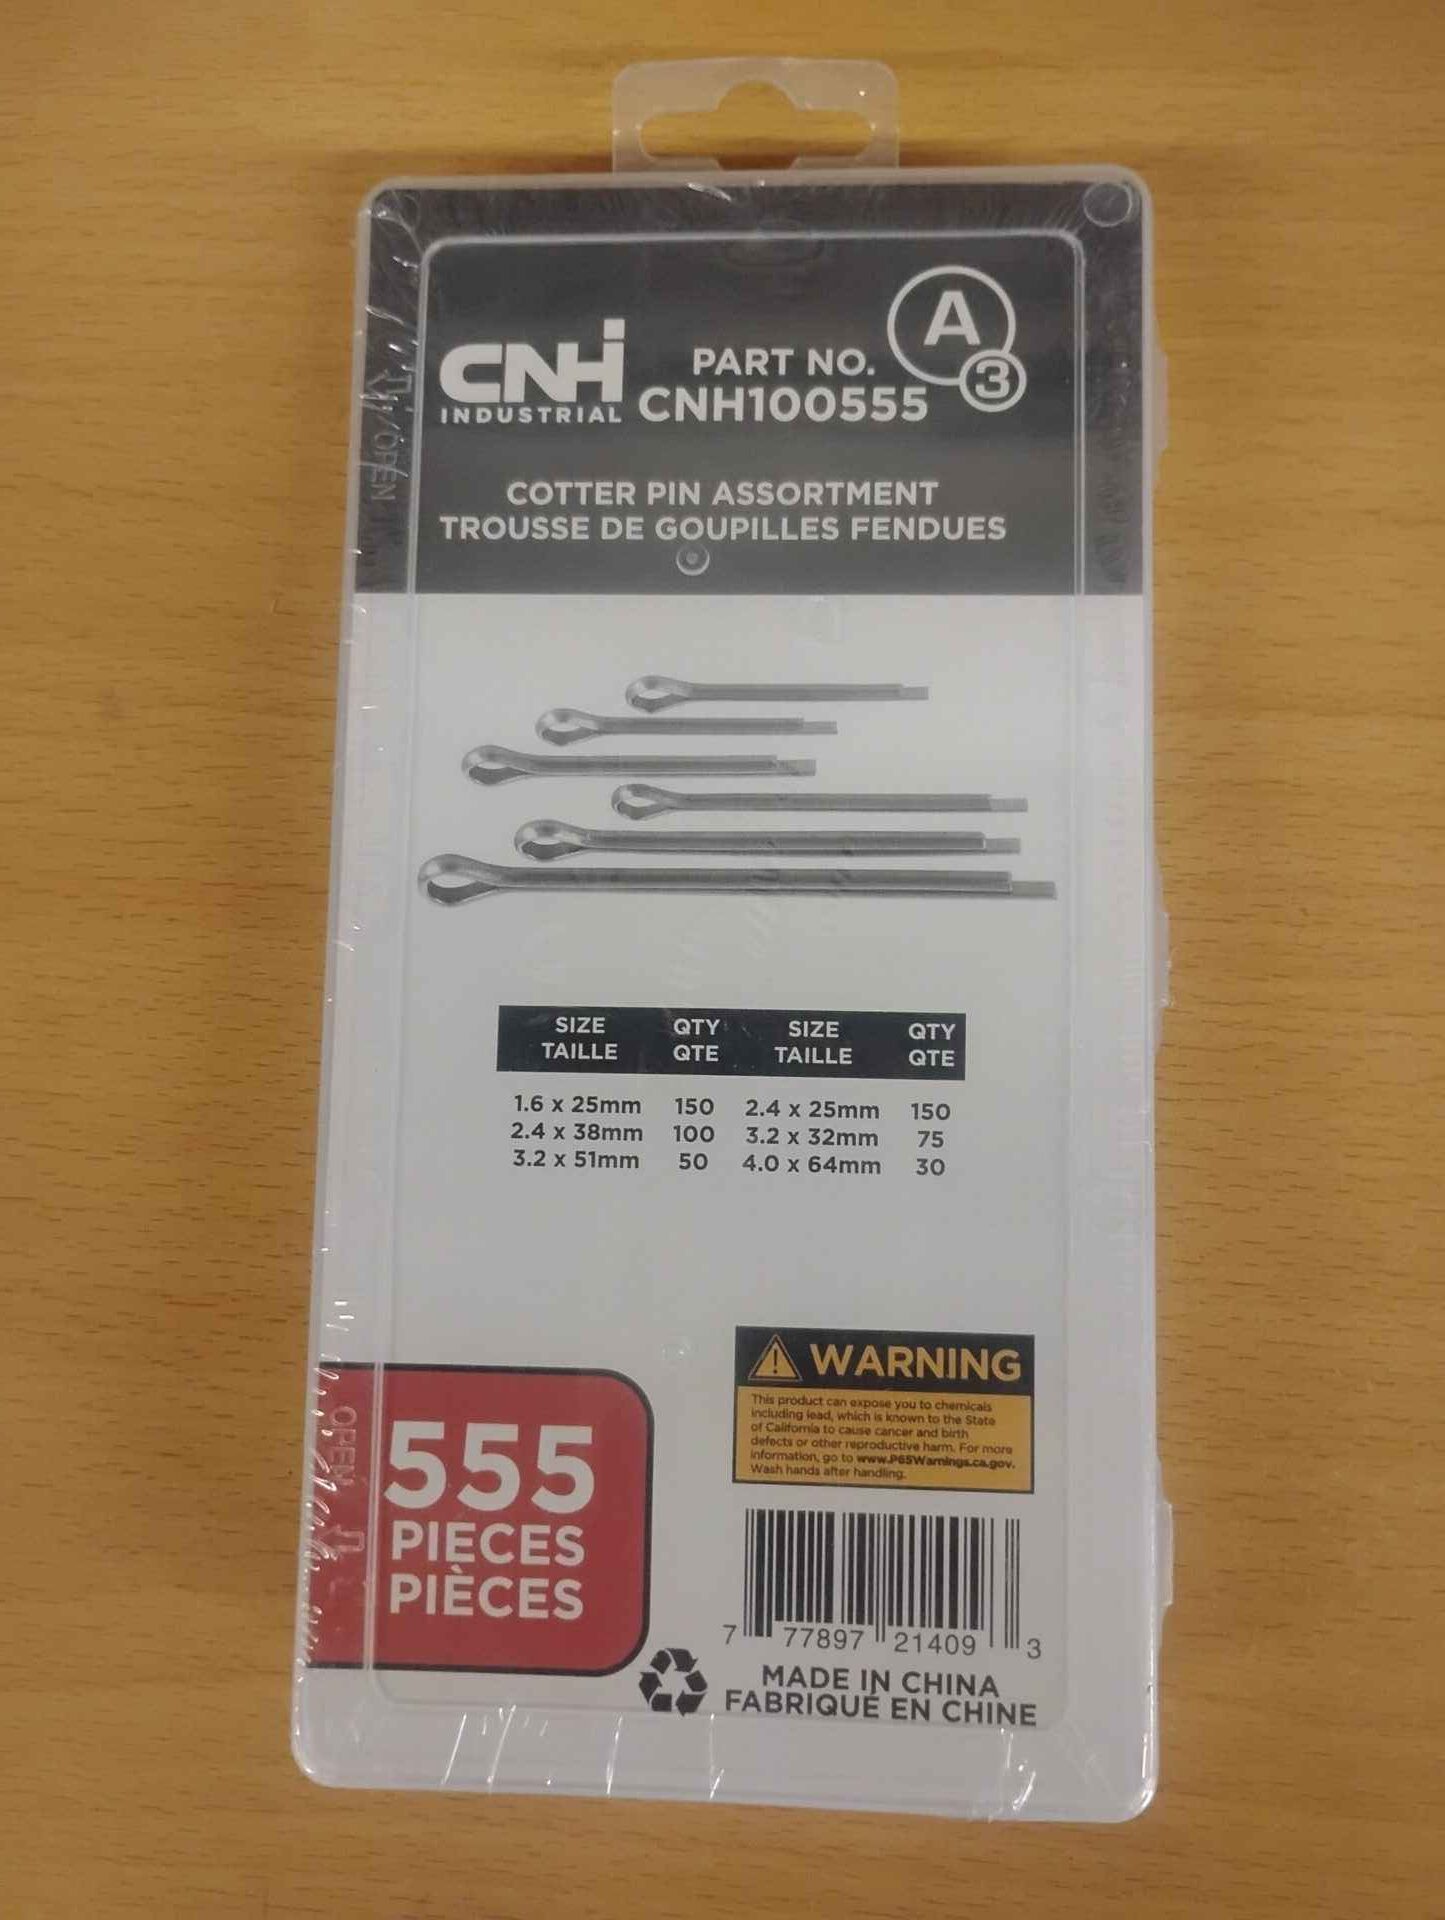 CNH
INDUSTRIAL
PART NO.
CNH100555
A
3
COTTER PIN ASSORTMENT
TROUSSE DE GOUPILLES FENDUES
OPEN
SIZE QTY SIZE QTY
TAILLE QTE TAILLE QTE
1.6 x 25mm 150 2.4 x 25mm 150
2.4 x 38mm 100 3.2 x 32mm 75
3.2 x 51mm 50 4.0 x 64mm 30
WARNING
This product can expose you to chemicals
including lead, which is known to the State
of California to cause cancer and birth
defects or other reproductive harm. For more
information, go to www.P65Warnings.ca.gov.
Wash hands after handling.
OPEN
555
PIECES
PIÈCES
7 77897 21409 3
MADE IN CHINA
FABRIQUÉ EN CHINE